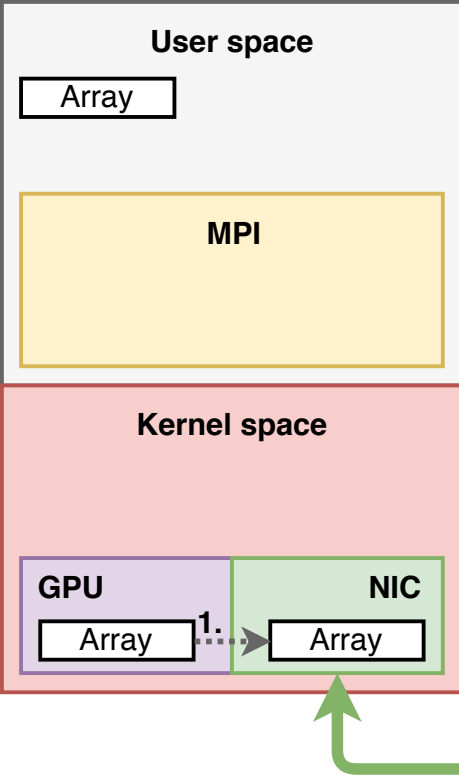 User space
Array
MPI
Kernel space
GPU
NIC
Array
1.
Array